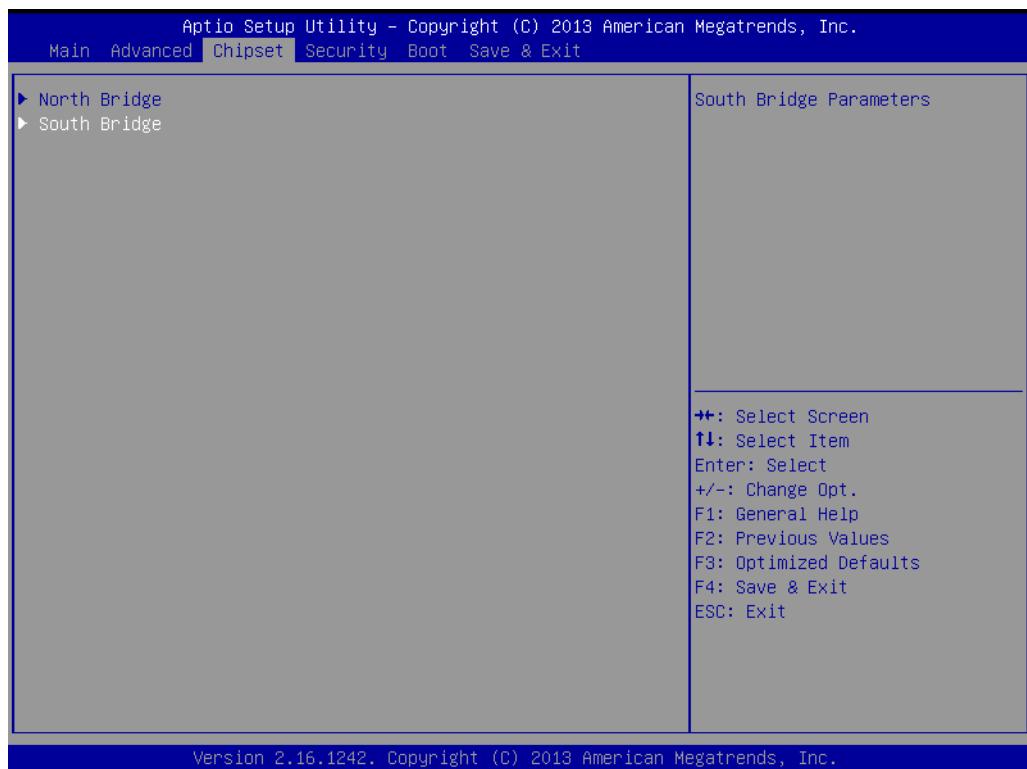 Aptio Setup Utility – Copyright (C) 2013 American Megatrends, Inc.
Main Advanced Chipset Security Boot Save & Exit
▶ North Bridge
▶ South Bridge
South Bridge Parameters
→←: Select Screen
↑↓: Select Item
Enter: Select
+/-: Change Opt.
F1: General Help
F2: Previous Values
F3: Optimized Defaults
F4: Save & Exit
ESC: Exit
Version 2.16.1242. Copyright (C) 2013 American Megatrends, Inc.